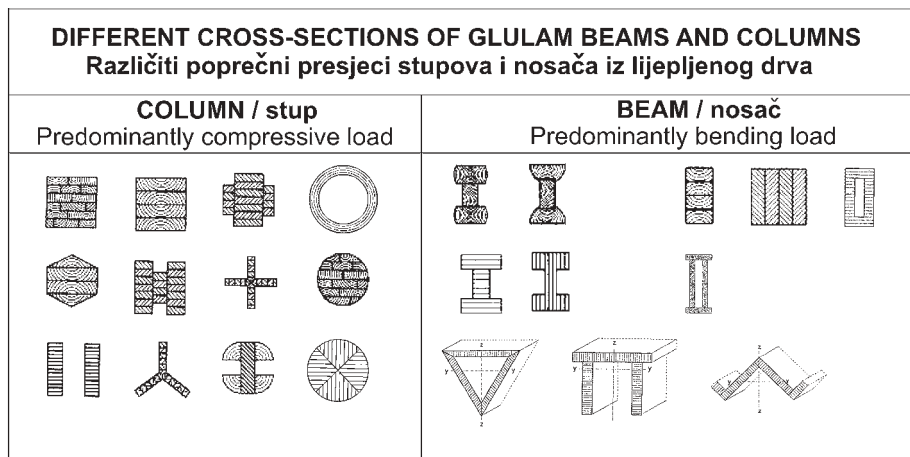 DIFFERENT CROSS-SECTIONS OF GLULAM BEAMS AND COLUMNS
Različiti poprečni presjeci stupova i nosača iz lijepljenog drva
COLUMN / stup
Predominantly compressive load
BEAM / nosač
Predominantly bending load
z
y y
z
z
y y
z
z
y y
z